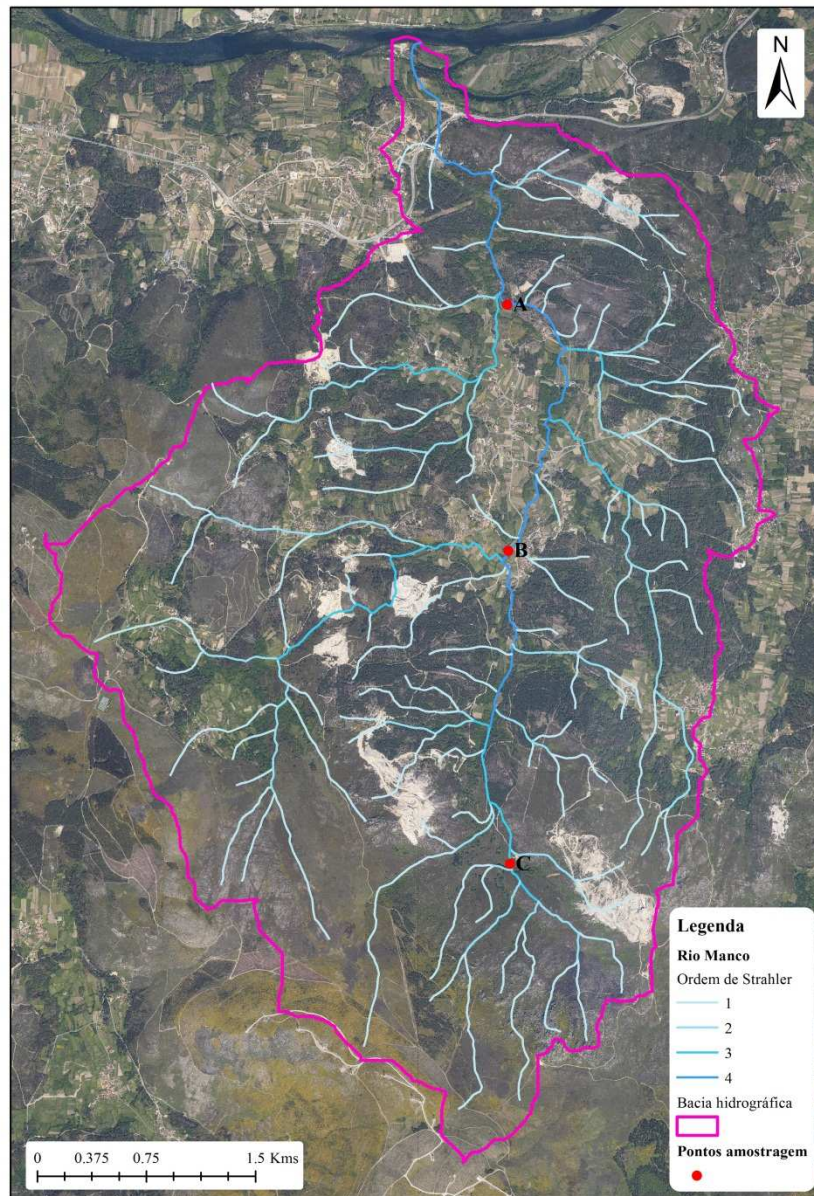 N
A
B
C
Legenda
Rio Manco
Ordem de Strahler
1
2
3
4
Bacia hidrográfica
Pontos amostragem
0 0.375 0.75 1.5 Kms